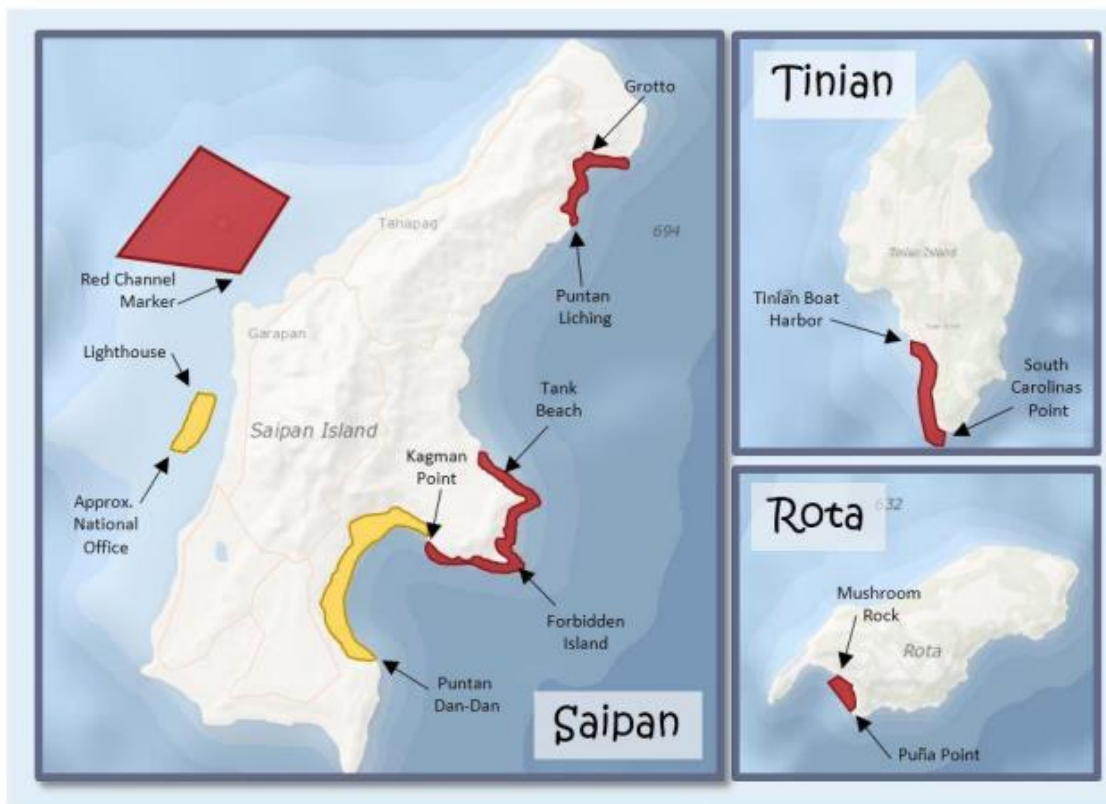 Grotto
Tanapag
694
Red Channel
Marker
Puntan
Liching
Garapan
Lighthouse
Tank
Beach
Saipan Island
Kagman
Point
Approx.
National
Office
Forbidden
Island
Puntan
Dan-Dan
Saipan
Tinian
Tinian Island
Tinian Boat
Harbor
South
Carolinas
Point
Rota
632
Mushroom
Rock
Rota
Puña Point